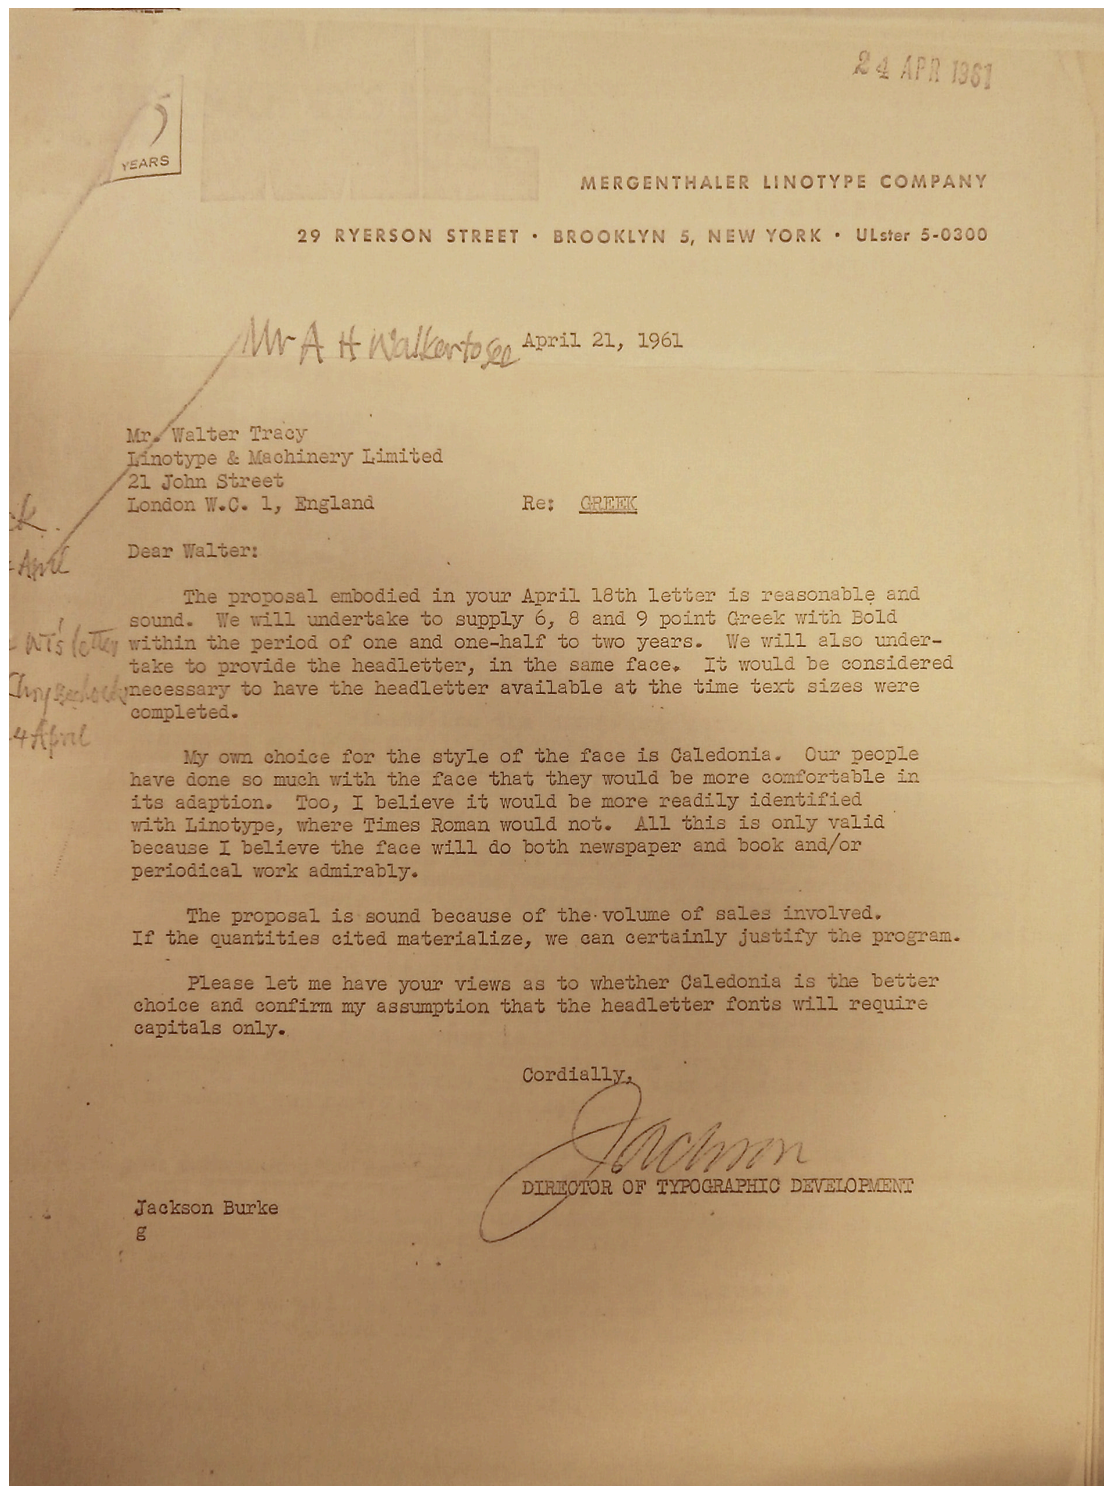 24 APR 1961
YEARS
MERGENTHALER LINOTYPE COMPANY
29 RYERSON STREET • BROOKLYN 5, NEW YORK • ULster 5-0300
Mr A H Walker to see
April 21, 1961
Mr. Walter Tracy
Linotype & Machinery Limited
21 John Street
London W.C. 1, England
Re: GREEK
April
Dear Walter:
The proposal embodied in your April 18th letter is reasonable and
sound. We will undertake to supply 6, 8 and 9 point Greek with Bold
WT's letter
within the period of one and one-half to two years. We will also under-
take to provide the headletter, in the same face. It would be considered
necessary to have the headletter available at the time text sizes were
completed.
4 April
My own choice for the style of the face is Caledonia. Our people
have done so much with the face that they would be more comfortable in
its adaption. Too, I believe it would be more readily identified
with Linotype, where Times Roman would not. All this is only valid
because I believe the face will do both newspaper and book and/or
periodical work admirably.
The proposal is sound because of the volume of sales involved.
If the quantities cited materialize, we can certainly justify the program.
Please let me have your views as to whether Caledonia is the better
choice and confirm my assumption that the headletter fonts will require
capitals only.
Cordially,
Jackson
DIRECTOR OF TYPOGRAPHIC DEVELOPMENT
Jackson Burke
g